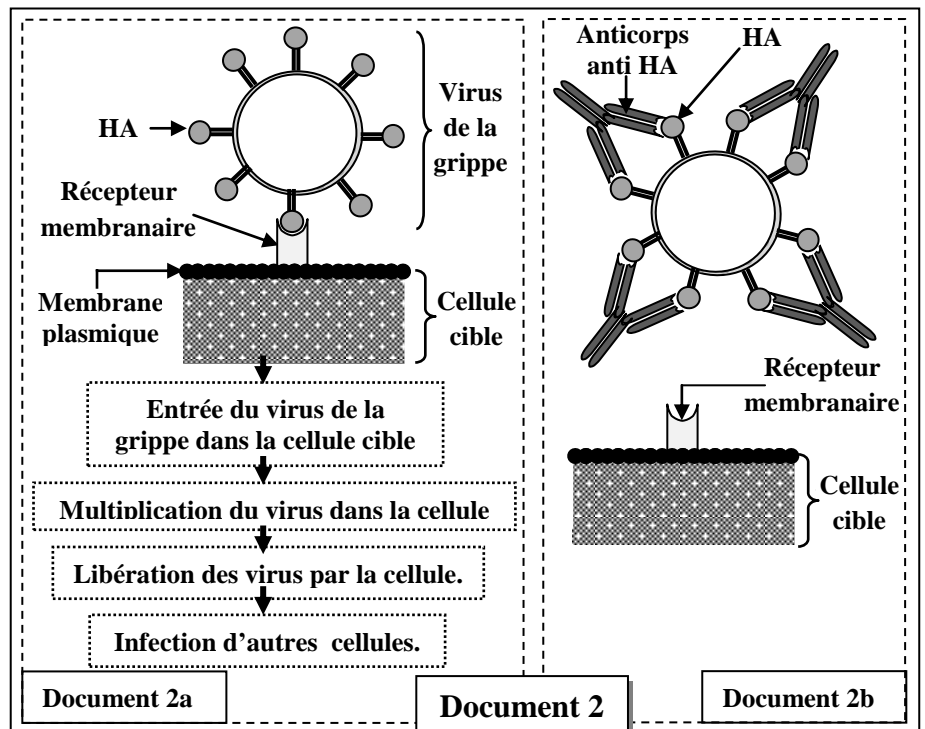 HA
Virus
de la
grippe
Récepteur
membranaire
Membrane
plasmique
Cellule
cible
Entrée du virus de la
grippe dans la cellule cible
Multiplication du virus dans la cellule
Libération des virus par la cellule.
Infection d'autres cellules.
Document 2a
Document 2
Anticorps
anti HA
HA
Récepteur
membranaire
Cellule
cible
Document 2b